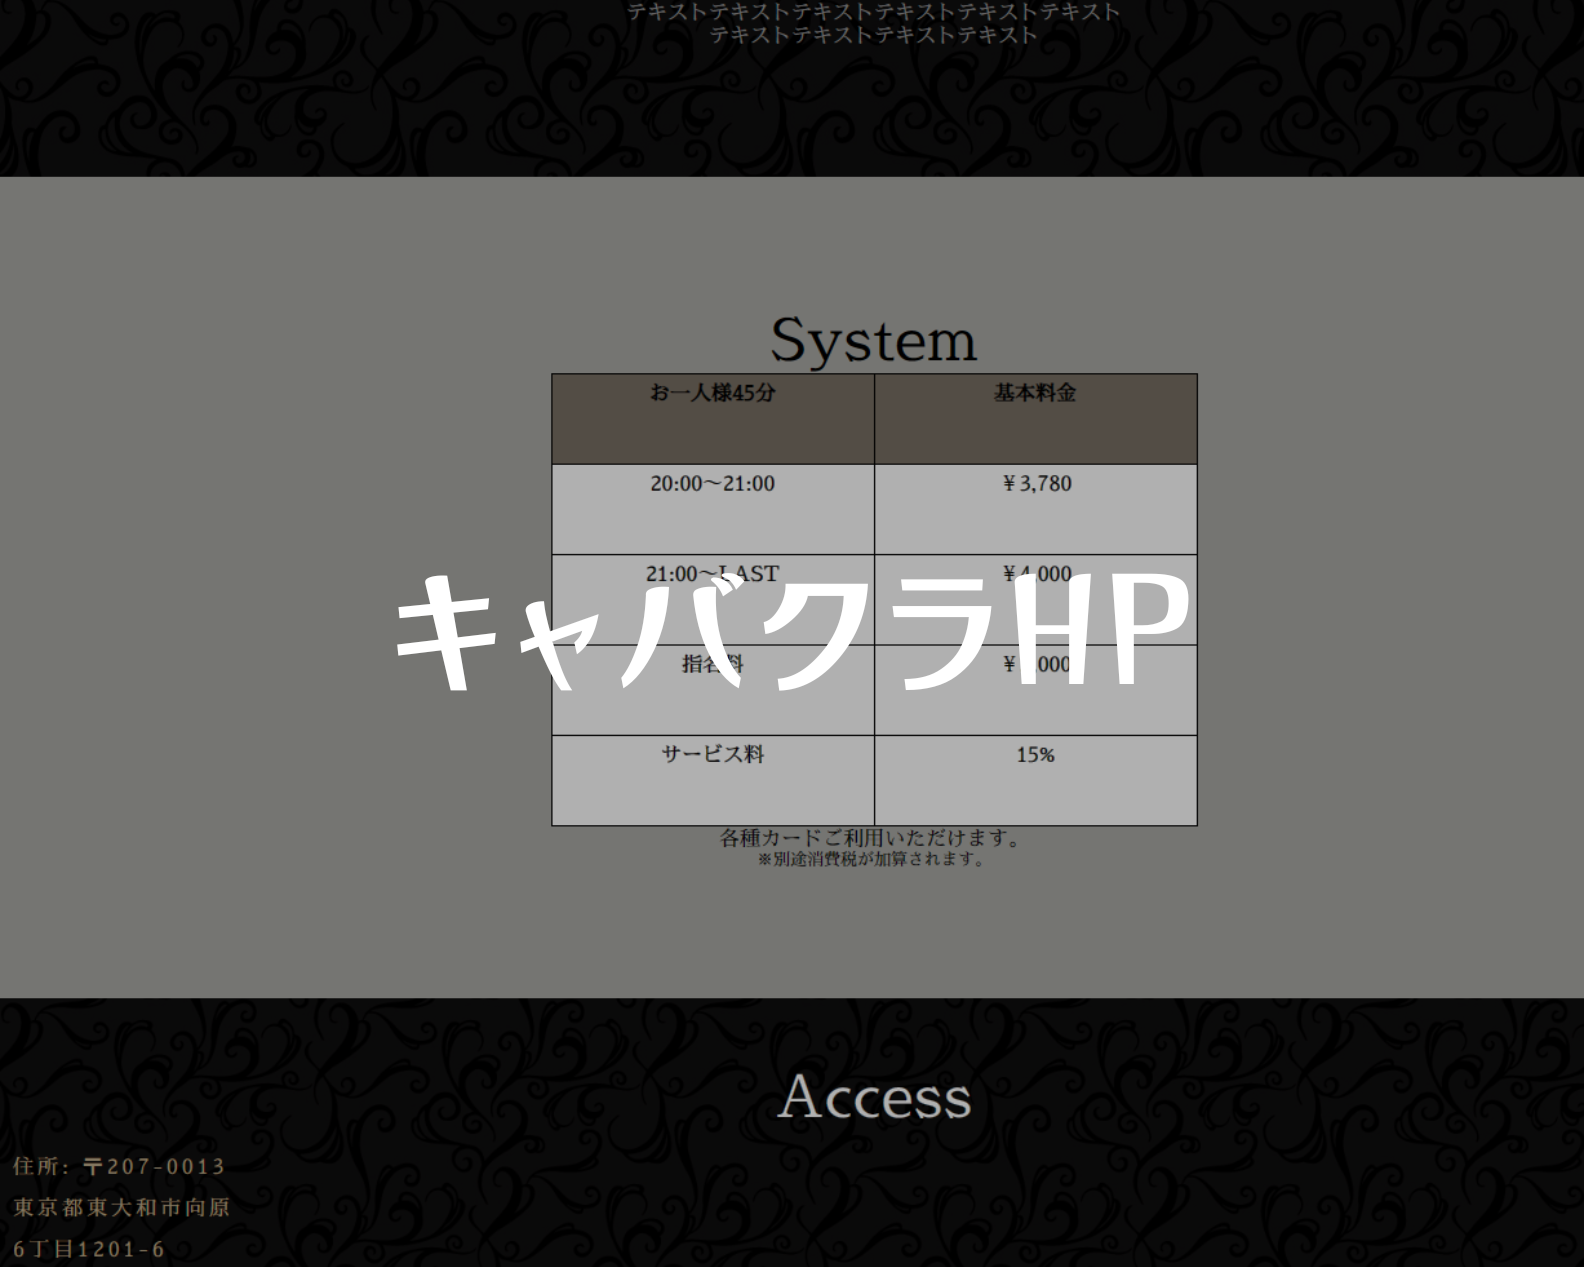 テキストテキストテキストテキストテキストテキスト
テキストテキストテキストテキスト
System
お一人様45分 基本料金
20:00〜21:00 ¥3,780
21:00〜LAST ¥4,000
キャバクラHP
指名料 ¥ ,000
サービス料 15%
各種カードご利用いただけます。
※別途消費税が加算されます。
Access
住所: 〒207-0013
東京都東大和市向原
6丁目1201-6